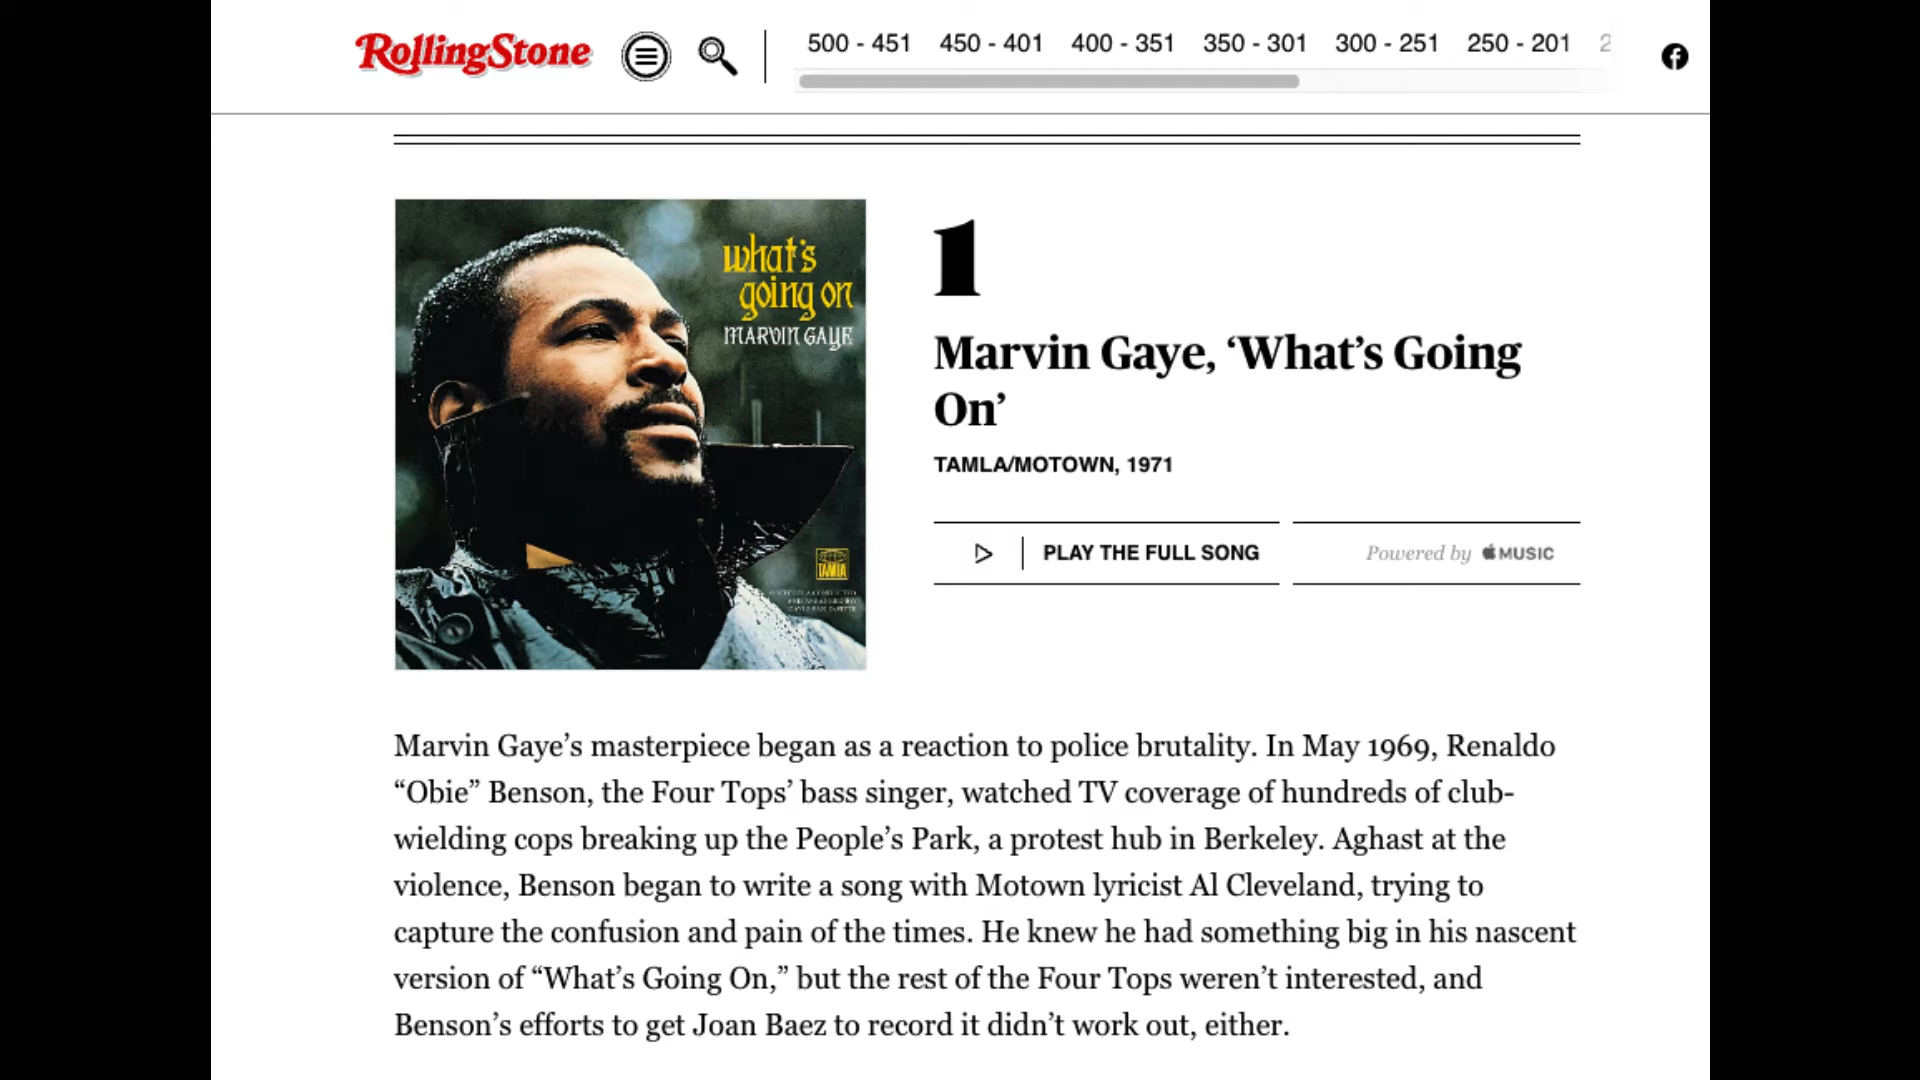 RollingStone
500 - 451 450 - 401 400 - 351 350 - 301 300 - 251 250 - 201 2
what's
going on
MARVIN GAYE
TAMLA
1
Marvin Gaye, ‘What’s Going
On’
TAMLA/MOTOWN, 1971
PLAY THE FULL SONG
Powered by MUSIC
Marvin Gaye’s masterpiece began as a reaction to police brutality. In May 1969, Renaldo
“Obie” Benson, the Four Tops’ bass singer, watched TV coverage of hundreds of club-
wielding cops breaking up the People’s Park, a protest hub in Berkeley. Aghast at the
violence, Benson began to write a song with Motown lyricist Al Cleveland, trying to
capture the confusion and pain of the times. He knew he had something big in his nascent
version of “What’s Going On,” but the rest of the Four Tops weren’t interested, and
Benson’s efforts to get Joan Baez to record it didn’t work out, either.